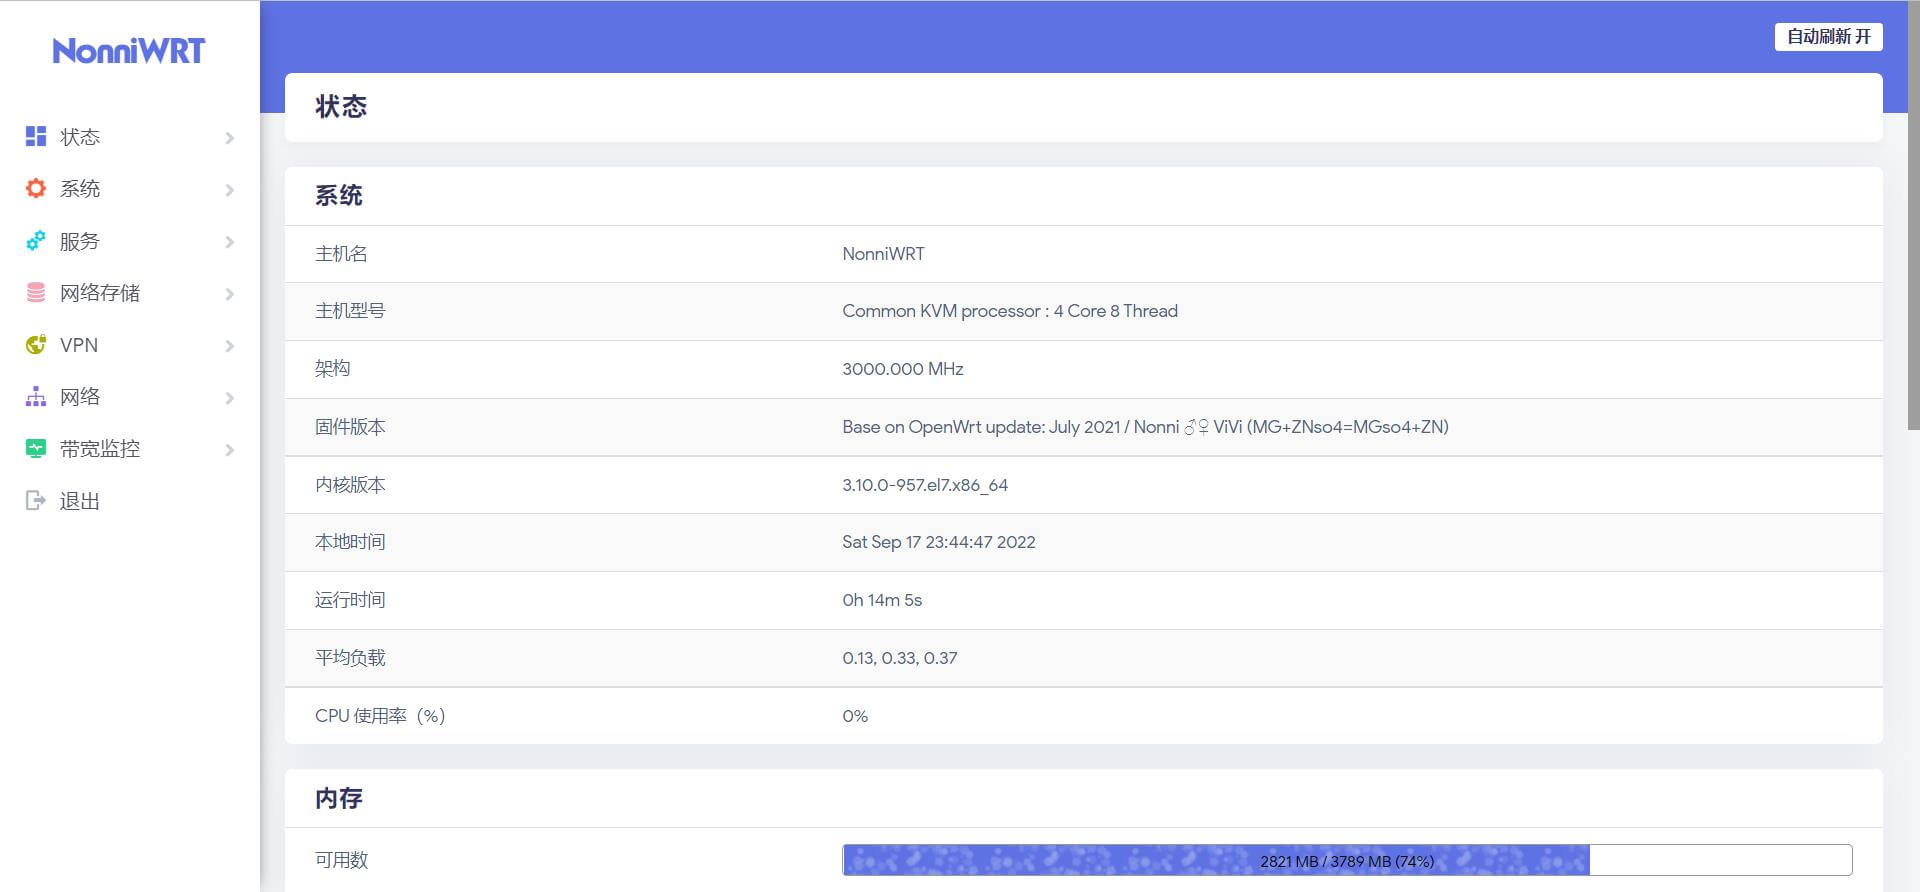 NonniWRT
自动刷新 开
状态
系统
服务
网络存储
VPN
网络
带宽监控
退出
状态
系统
主机名 NonniWRT
主机型号 Common KVM processor : 4 Core 8 Thread
架构 3000.000 MHz
固件版本 Base on OpenWrt update: July 2021 / Nonni ♂♀ ViVi (MG+ZNso4=MGso4+ZN)
内核版本 3.10.0-957.el7.x86_64
本地时间 Sat Sep 17 23:44:47 2022
运行时间 0h 14m 5s
平均负载 0.13, 0.33, 0.37
CPU 使用率（%） 0%
内存
可用数 2821 MB / 3789 MB (74%)